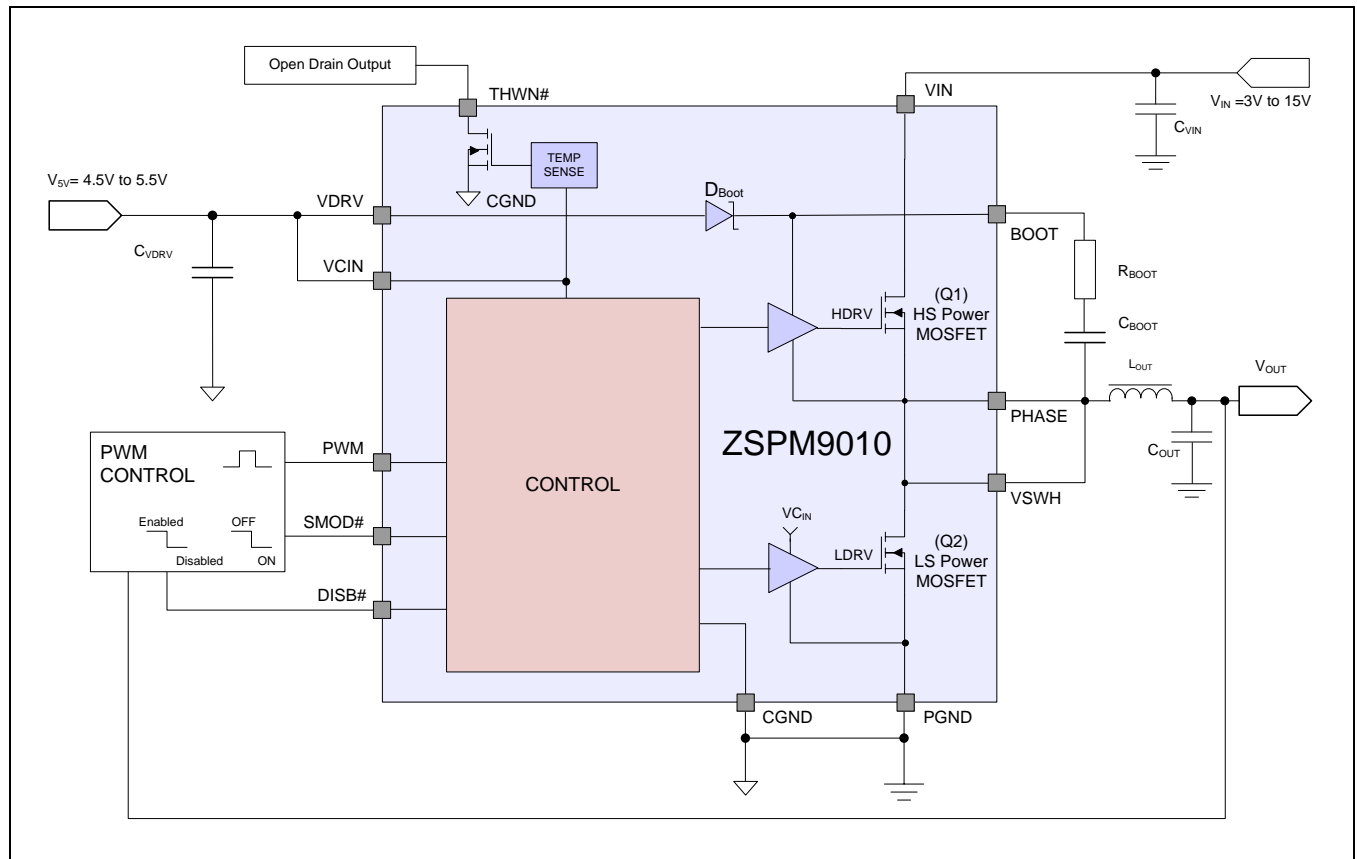 Open Drain Output
THWN#
VIN
V_IN =3V to 15V
C_VIN
TEMP
SENSE
CGND
V_5V= 4.5V to 5.5V
VDRV
D_Boot
BOOT
C_VDRV
VCIN
R_BOOT
(Q1)
HS Power
MOSFET
HDRV
C_BOOT
L_OUT
V_OUT
PHASE
ZSPM9010
C_OUT
PWM
CONTROL
PWM
CONTROL
VSWH
Enabled
Disabled
OFF
ON
SMOD#
VC_IN
(Q2)
LS Power
MOSFET
LDRV
DISB#
CGND
PGND